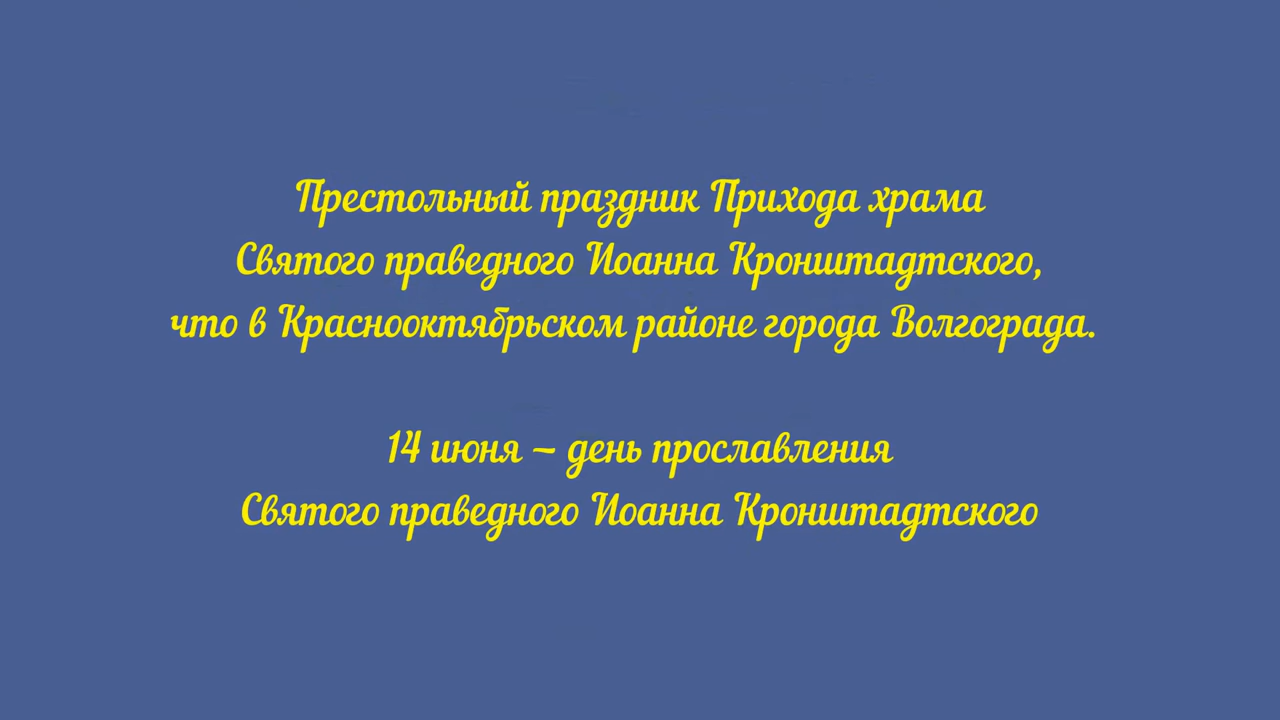 Престольный праздник Прихода храма
Святого праведного Иоанна Кронштадтского,
что в Краснооктябрьском районе города Волгограда.
14 июня – день прославления
Святого праведного Иоанна Кронштадтского